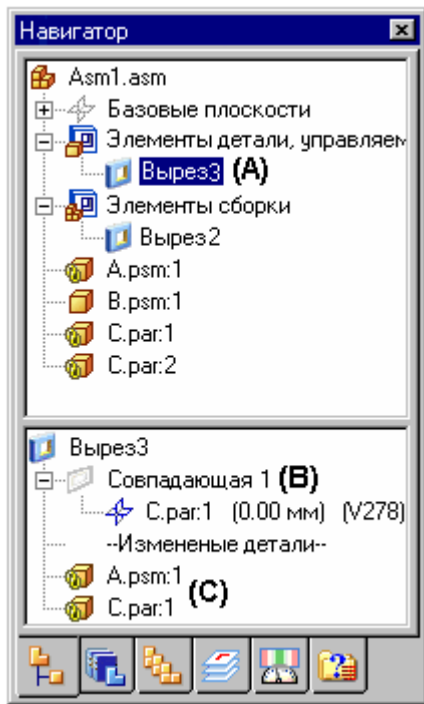 Навигатор
Asm1.asm
Базовые плоскости
Элементы детали, управляем
Вырез3 (A)
Элементы сборки
Вырез2
A.psm:1
B.psm:1
C.par:1
C.par:2
Вырез3
Совпадающая 1 (B)
C.par:1 (0.00 мм) (V278)
--Измененые детали--
A.psm:1
C.par:1 (C)